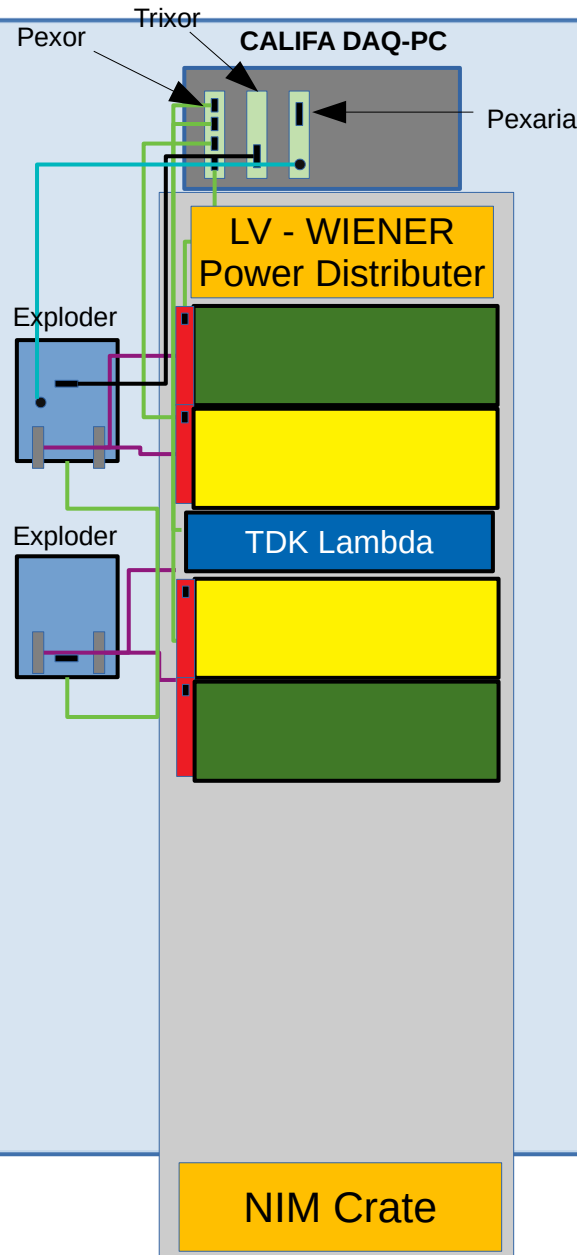 Trixor
Pexor
CALIFA DAQ-PC
Pexaria
LV - WIENER
Power Distributer
Exploder
Exploder
TDK Lambda
NIM Crate